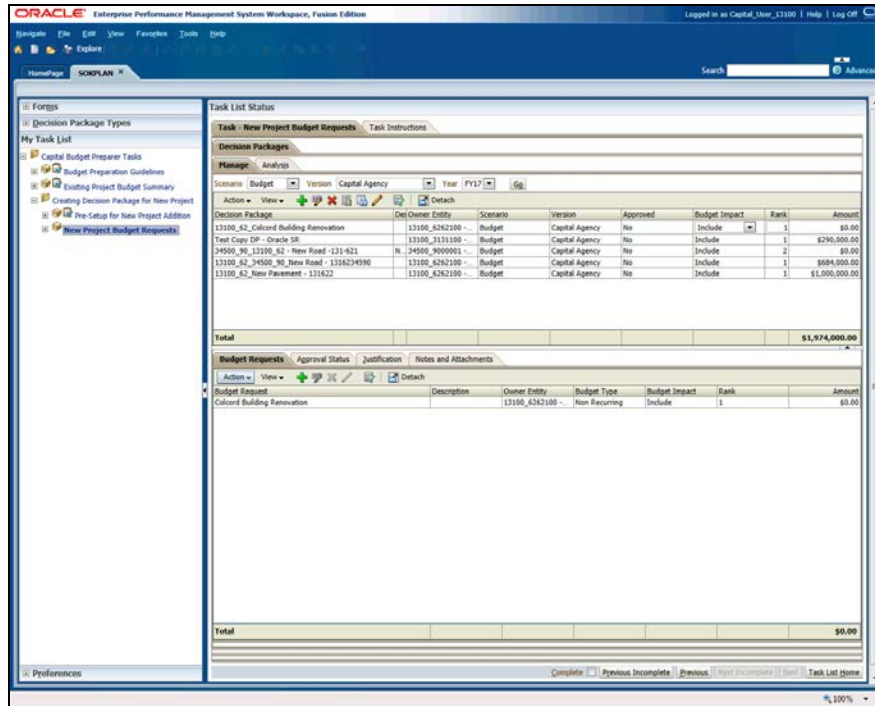 ORACLE Enterprise Performance Management System Workspace, Fusion Edition Logged in as Capital_User_13100 | Help | Log Off
Navigate File Edit View Favorites Tools Help
Explore
HomePage SOKPLAN Search Advanced
Forms
Decision Package Types
My Task List
Capital Budget Preparer Tasks
Budget Preparation Guidelines
Existing Project Budget Summary
Creating Decision Package for New Project
Pre-Setup for New Project Addition
New Project Budget Requests
Preferences
Task List Status
Task - New Project Budget Requests Task Instructions
Decision Packages
Manage Analysis
Scenario Budget Version Capital Agency Year FY17 Go
Action View Detach
Decision Package Des Owner Entity Scenario Version Approved Budget Impact Rank Amount
13100_62_Colcord Building Renovation 13100_6262100 -... Budget Capital Agency No Include 1 $0.00
Test Copy DP - Oracle SR 13100_3131100 -... Budget Capital Agency No Include 1 $290,000.00
34500_90_13100_62 - New Road -131-621 N... 34500_9000001 -... Budget Capital Agency No Include 2 $0.00
13100_62_34500_90_New Road - 1316234590 13100_6262100 -... Budget Capital Agency No Include 1 $684,000.00
13100_62_New Pavement - 131622 13100_6262100 -... Budget Capital Agency No Include 1 $1,000,000.00
Total $1,974,000.00
Budget Requests Approval Status Justification Notes and Attachments
Action View Detach
Budget Request Description Owner Entity Budget Type Budget Impact Rank Amount
Colcord Building Renovation 13100_6262100 -... Non Recurring Include 1 $0.00
Total $0.00
Complete Previous Incomplete Previous Next Incomplete Next Task List Home
100%